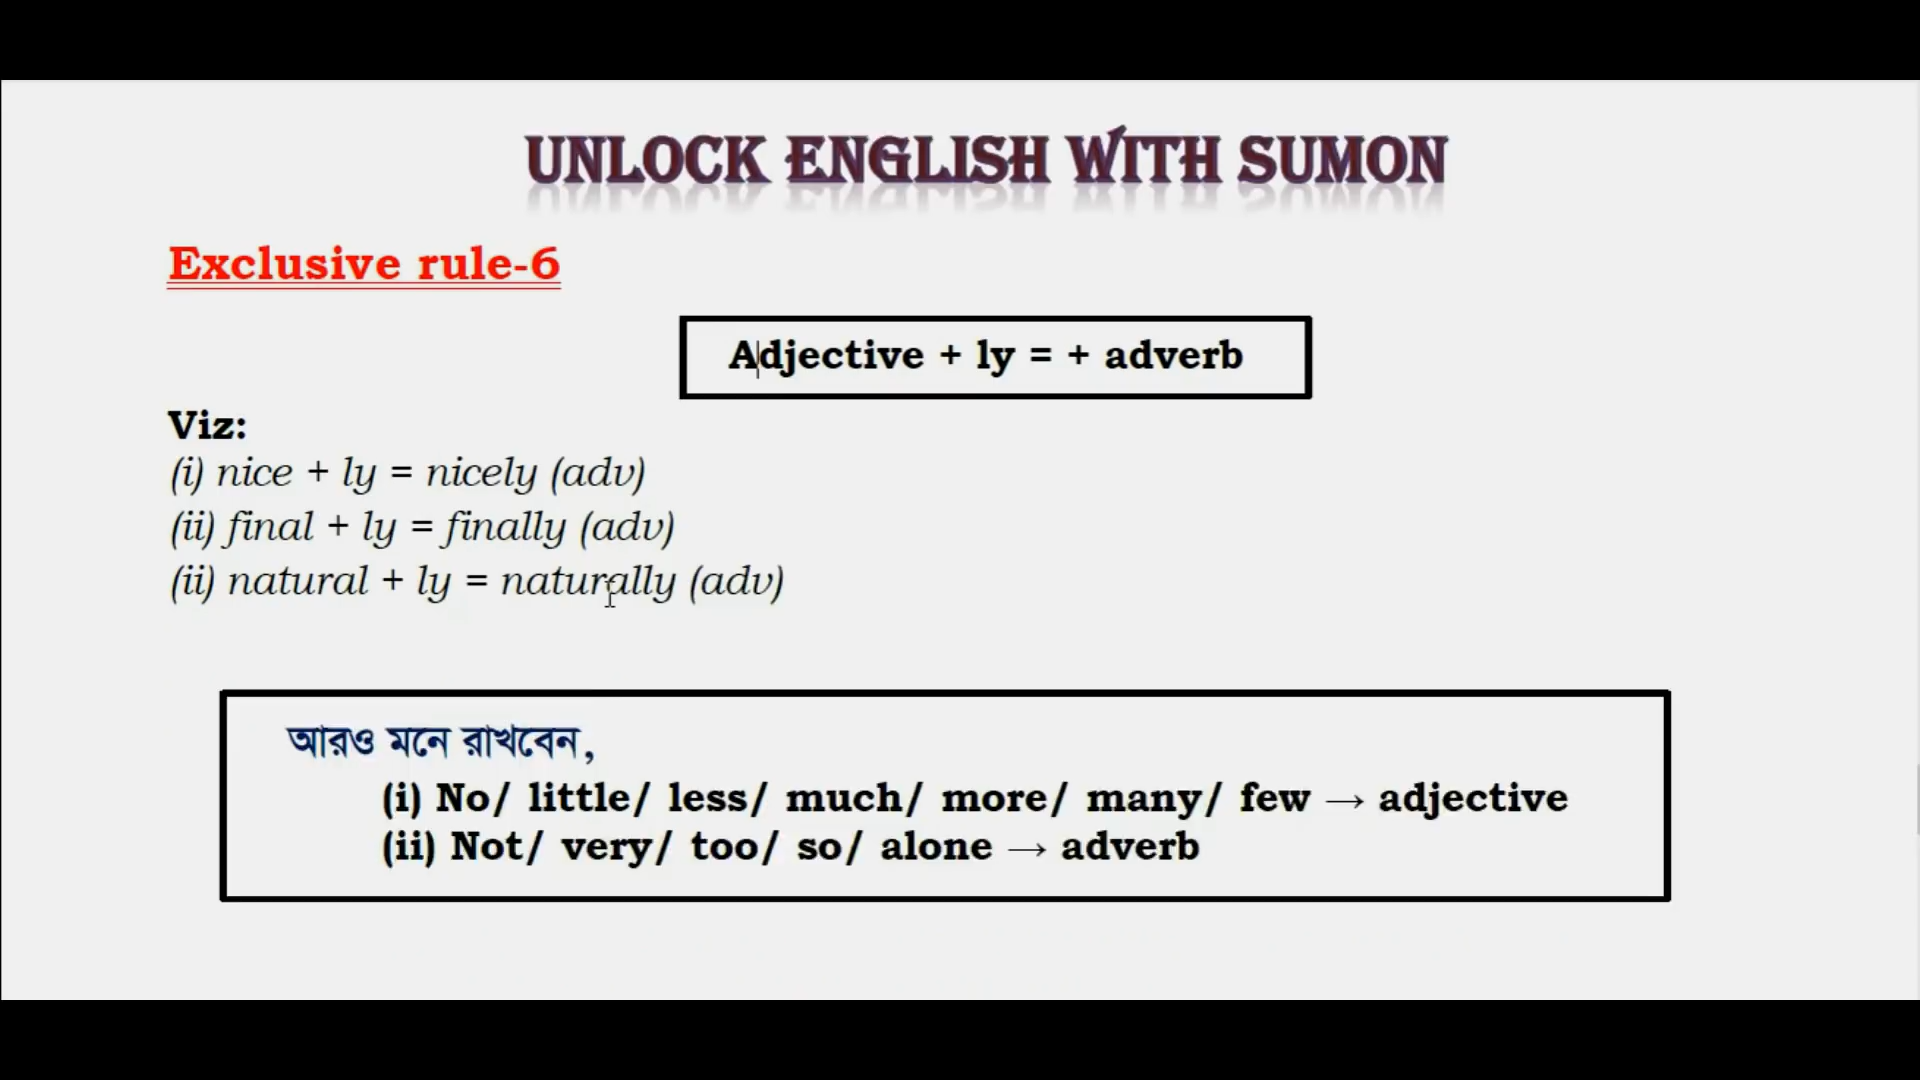 UNLOCK ENGLISH WITH SUMON
Exclusive rule-6
Adjective + ly = + adverb
Viz:
(i) nice + ly = nicely (adv)
(ii) final + ly = finally (adv)
(ii) natural + ly = naturally (adv)
আরও মনে রাখবেন,
(i) No/ little/ less/ much/ more/ many/ few → adjective
(ii) Not/ very/ too/ so/ alone → adverb